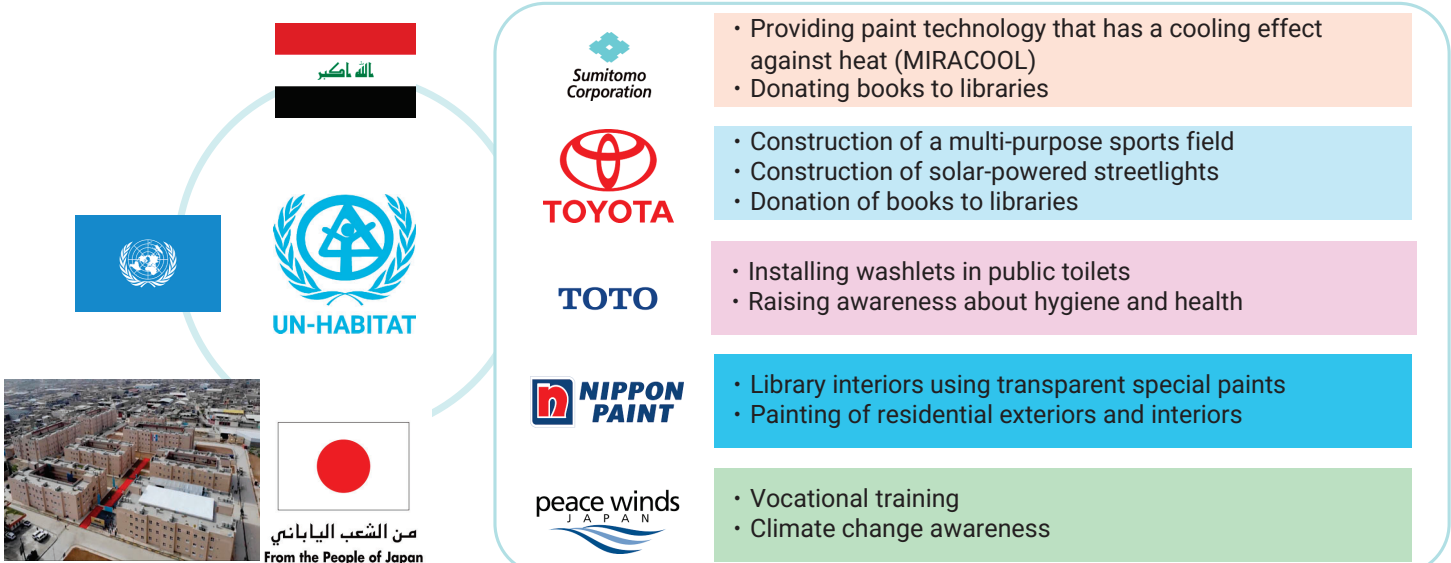 الله اكبر
UN-HABITAT
من الشعب الياباني
From the People of Japan
Sumitomo
Corporation
・Providing paint technology that has a cooling effect
against heat (MIRACOOL)
・Donating books to libraries
TOYOTA
・Construction of a multi-purpose sports field
・Construction of solar-powered streetlights
・Donation of books to libraries
TOTO
・Installing washlets in public toilets
・Raising awareness about hygiene and health
n NIPPON
PAINT
・Library interiors using transparent special paints
・Painting of residential exteriors and interiors
peace winds
JAPAN
・Vocational training
・Climate change awareness